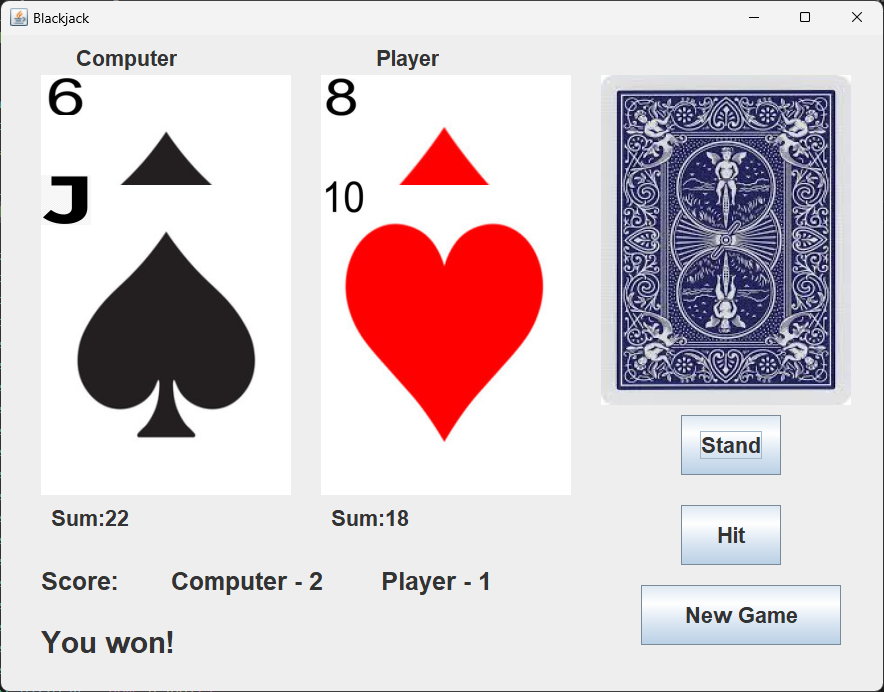 Blackjack
Computer Player
6 8
J 10
Stand
Sum:22 Sum:18
Hit
Score: Computer - 2 Player - 1
New Game
You won!